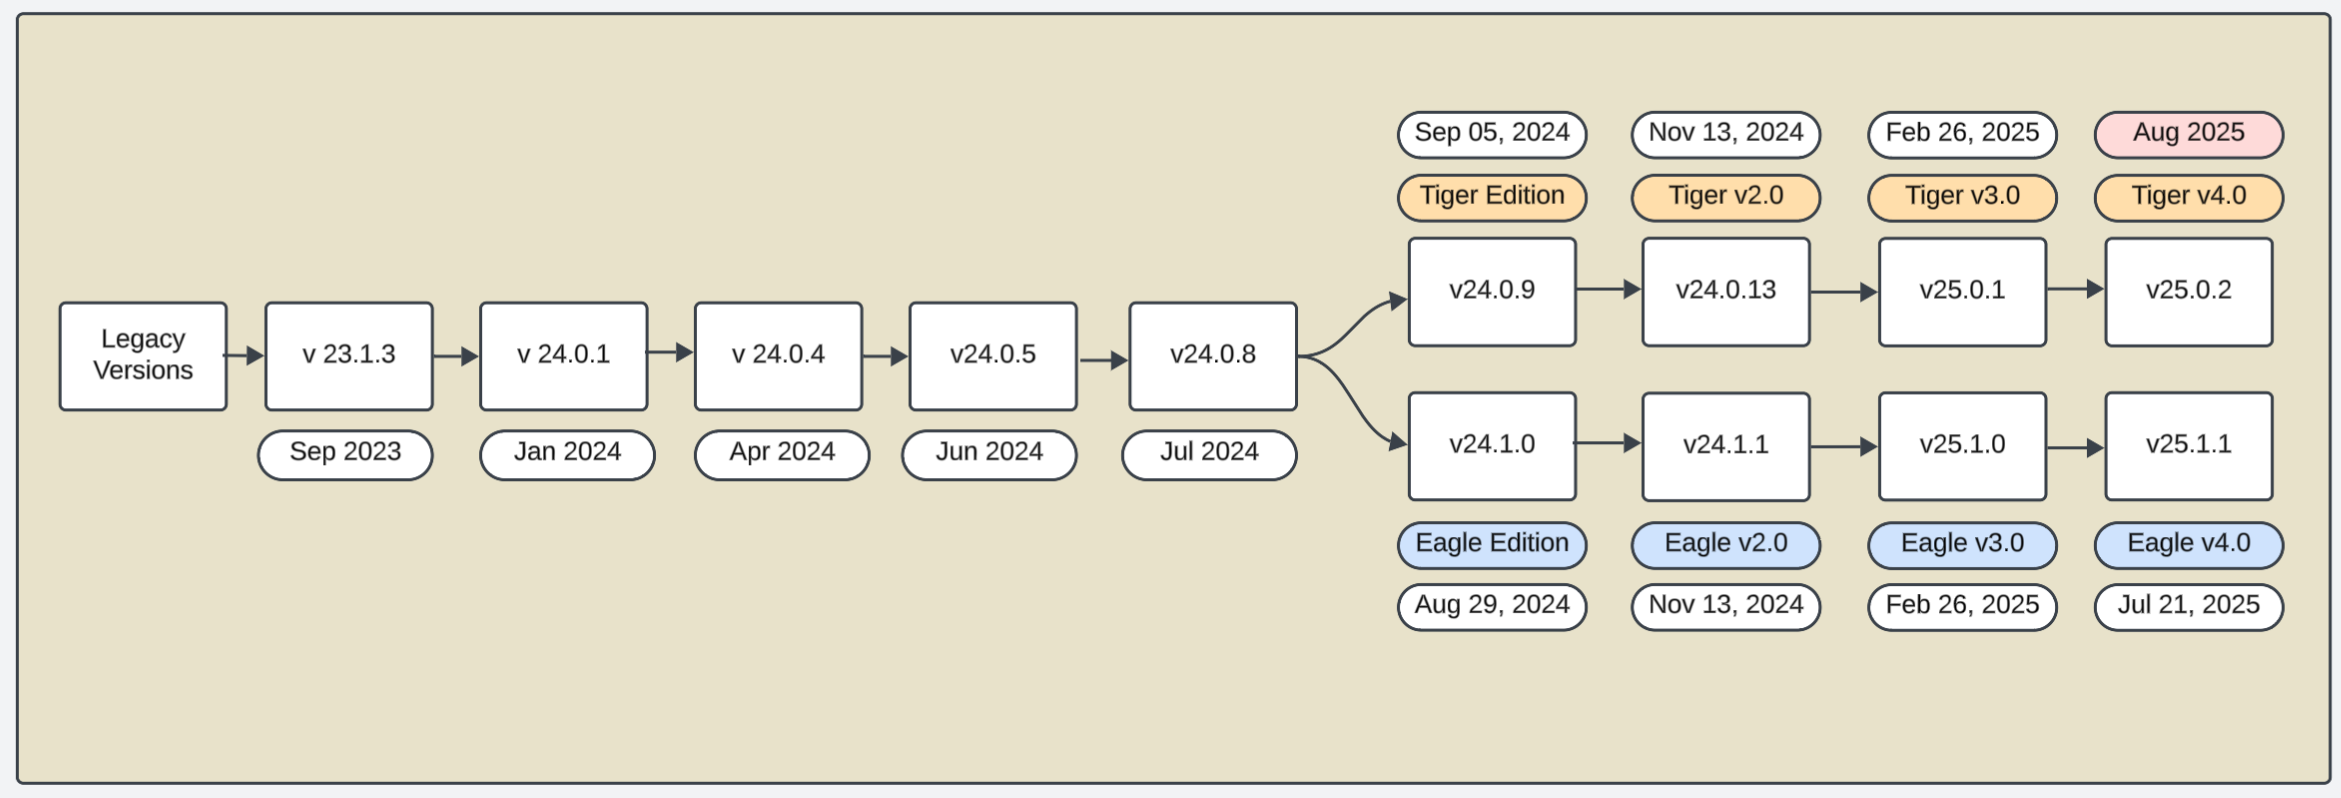 Sep 05, 2024
Nov 13, 2024
Feb 26, 2025
Aug 2025
Tiger Edition
Tiger v2.0
Tiger v3.0
Tiger v4.0
v24.0.9
v24.0.13
v25.0.1
v25.0.2
Legacy
Versions
v 23.1.3
v 24.0.1
v 24.0.4
v24.0.5
v24.0.8
Sep 2023
Jan 2024
Apr 2024
Jun 2024
Jul 2024
v24.1.0
v24.1.1
v25.1.0
v25.1.1
Eagle Edition
Eagle v2.0
Eagle v3.0
Eagle v4.0
Aug 29, 2024
Nov 13, 2024
Feb 26, 2025
Jul 21, 2025